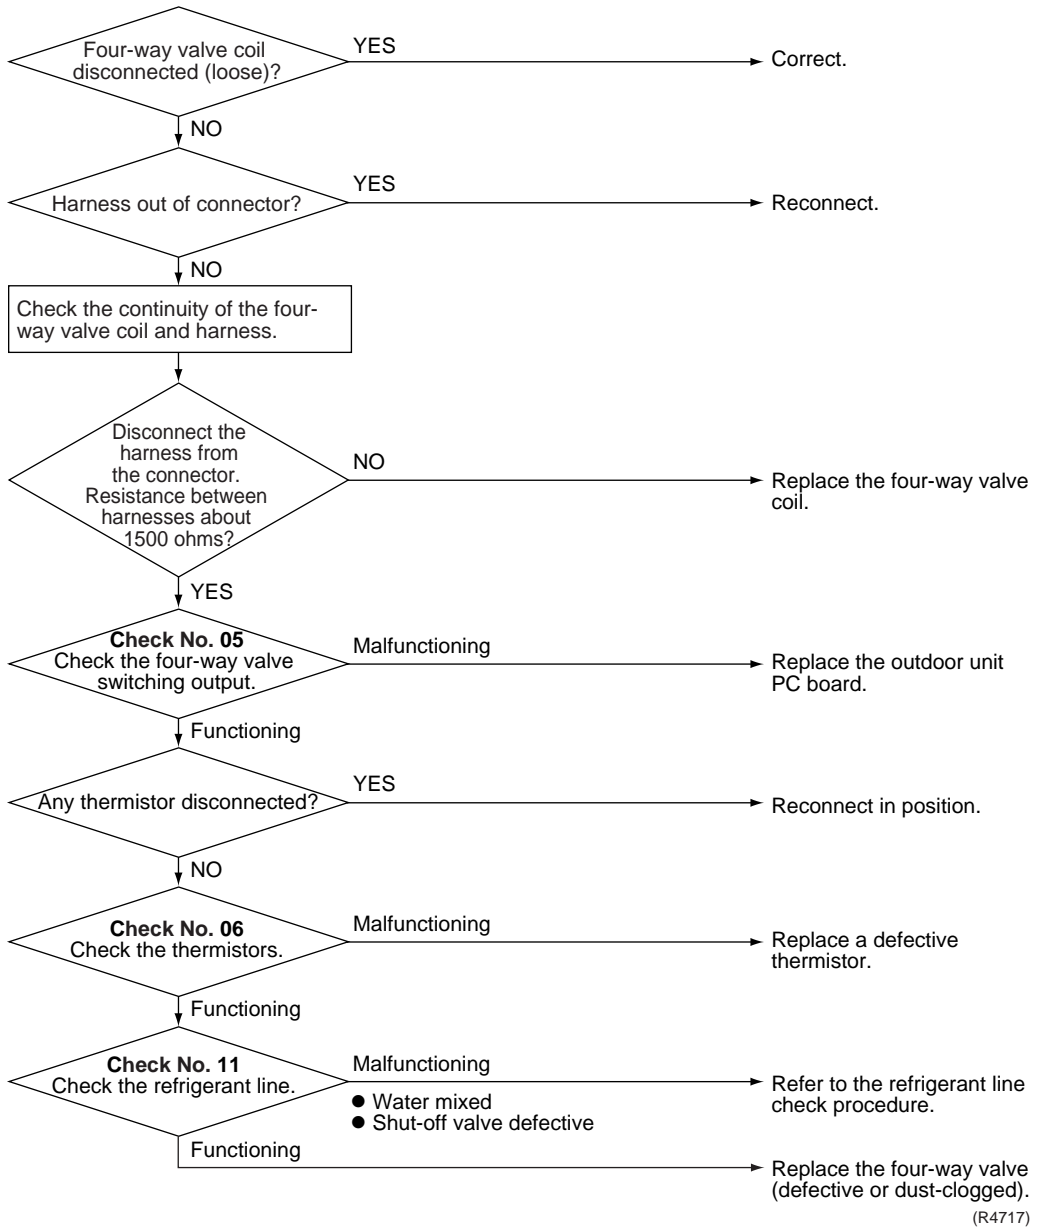 Four-way valve coil
disconnected (loose)?
YES
Correct.
NO
Harness out of connector?
YES
Reconnect.
NO
Check the continuity of the four-
way valve coil and harness.
Disconnect the
harness from
the connector.
Resistance between
harnesses about
1500 ohms?
NO
Replace the four-way valve
coil.
YES
Check No. 05
Check the four-way valve
switching output.
Malfunctioning
Replace the outdoor unit
PC board.
Functioning
Any thermistor disconnected?
YES
Reconnect in position.
NO
Check No. 06
Check the thermistors.
Malfunctioning
Replace a defective
thermistor.
Functioning
Check No. 11
Check the refrigerant line.
Malfunctioning
● Water mixed
● Shut-off valve defective
Refer to the refrigerant line
check procedure.
Functioning
Replace the four-way valve
(defective or dust-clogged).
(R4717)